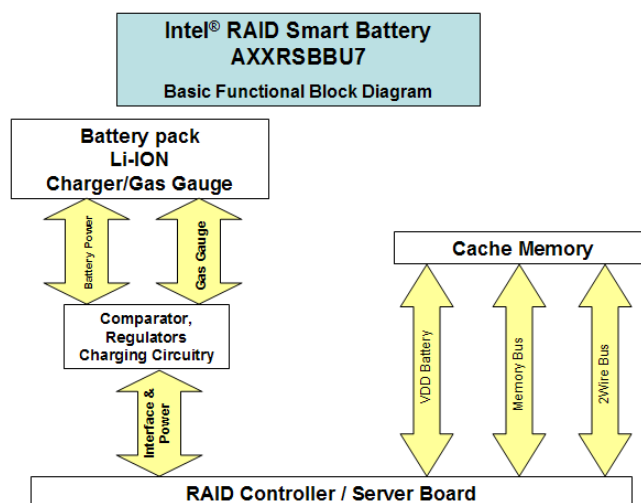 Intel® RAID Smart Battery
AXXRSBBU7
Basic Functional Block Diagram
Battery pack
Li-ION
Charger/Gas Gauge
Battery Power
Gas Gauge
Cache Memory
Comparator,
Regulators
Charging Circuitry
VDD Battery
Memory Bus
2Wire Bus
Interface &
Power
RAID Controller / Server Board